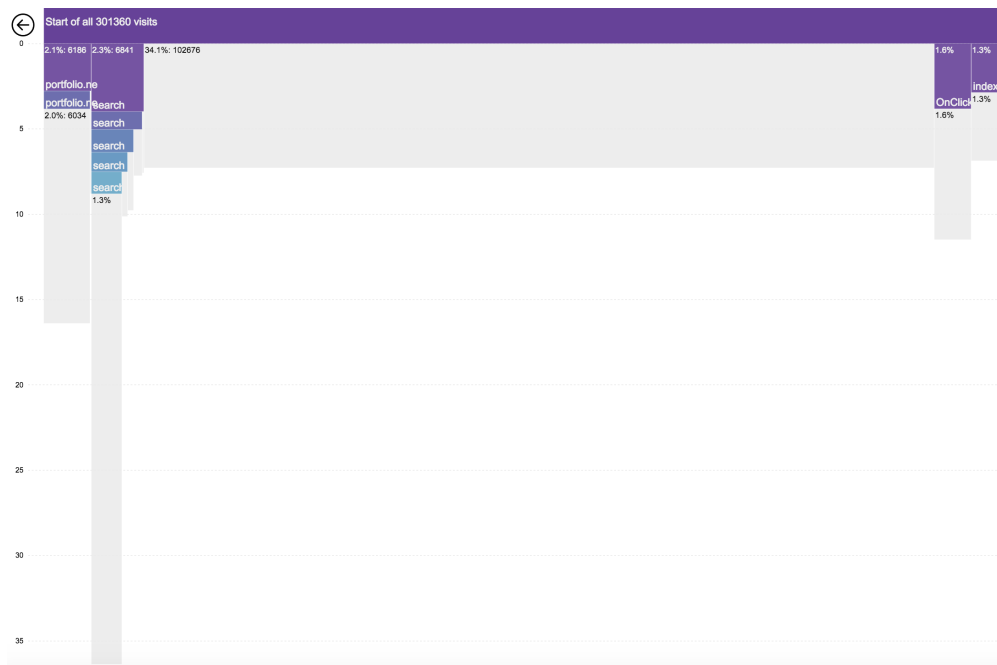 Start of all 301360 visits
0
2.1%: 6186
2.3%: 6841
34.1%: 102676
1.6%
1.3%
portfolio.ne
index
portfolio.ne
search
OnClick
1.3%
2.0%: 6034
1.6%
search
5
search
search
search
1.3%
10
15
20
25
30
35